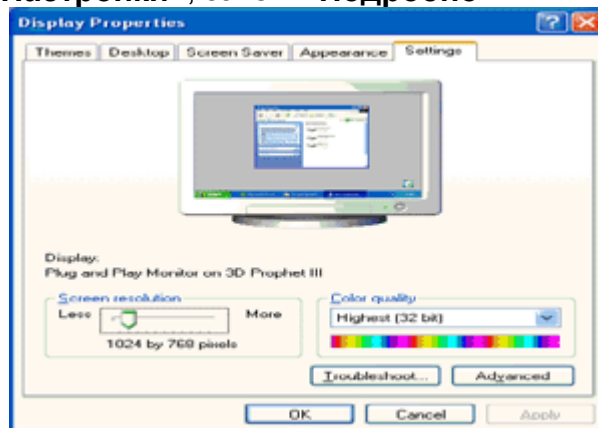 Display Properties
Themes Desktop Screen Saver Appearance Settings
Display:
Plug and Play Monitor on 3D Prophet III
Screen resolution
Less More
1024 by 768 pixels
Color quality
Highest (32 bit)
Troubleshoot... Advanced
OK Cancel Apply